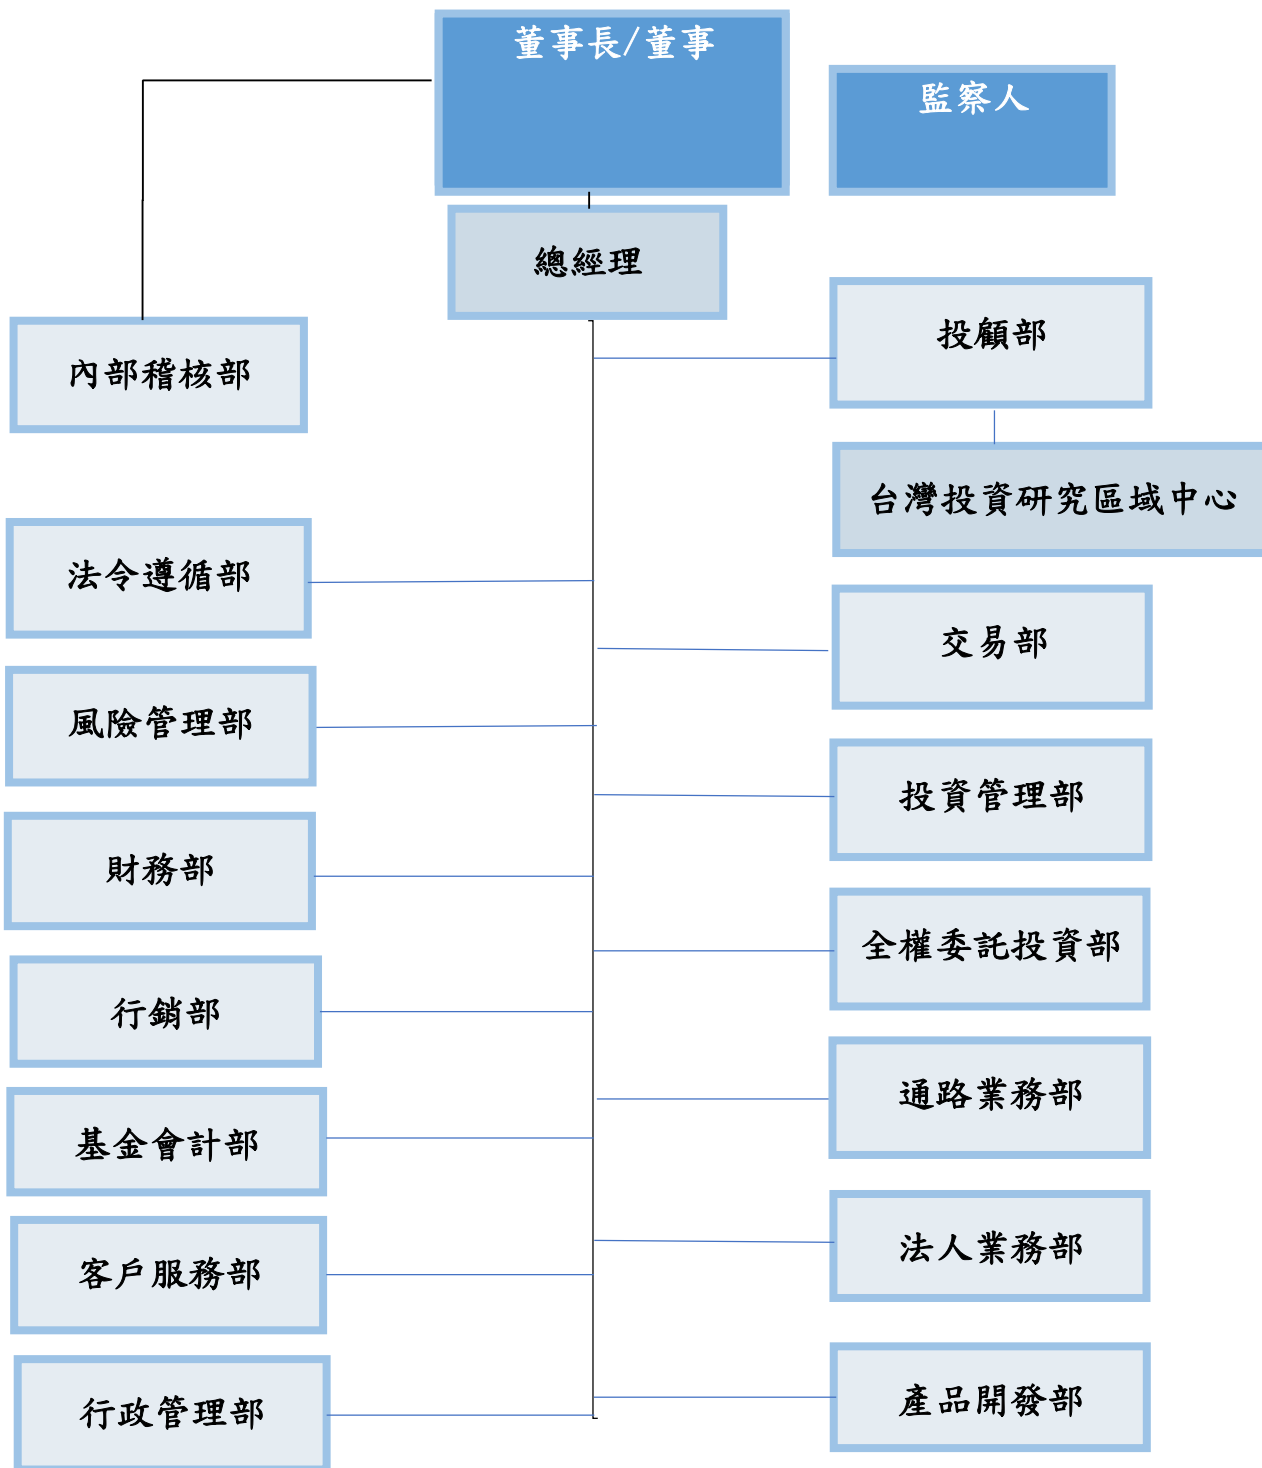 董事長/董事
監察人
總經理
投顧部
內部稽核部
台灣投資研究區域中心
法令遵循部
交易部
風險管理部
投資管理部
財務部
全權委託投資部
行銷部
通路業務部
基金會計部
法人業務部
客戶服務部
產品開發部
行政管理部